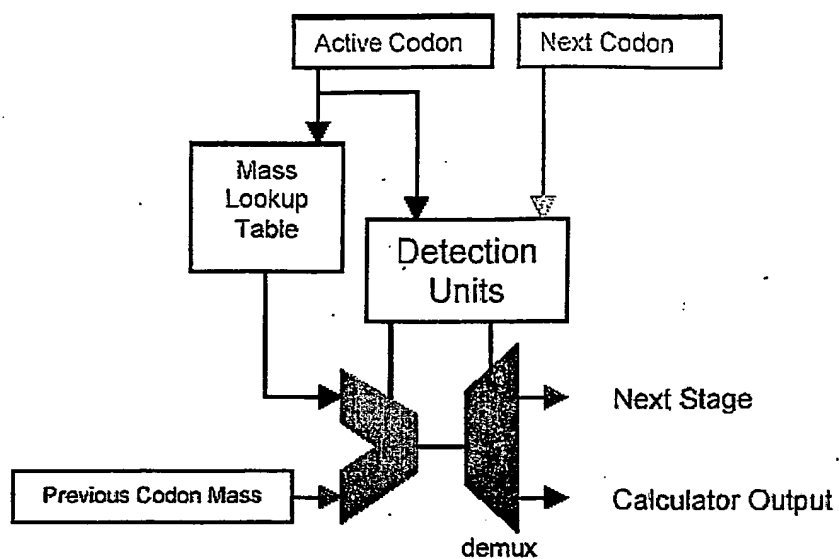 Active Codon
Next Codon
Mass
Lookup
Table
Detection
Units
Next Stage
Previous Codon Mass
Calculator Output
demux